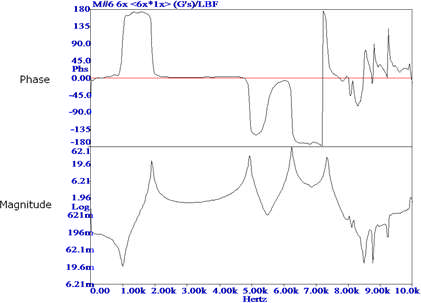 M#6 6x <6x*1x> (G's)/LBF
180
135
90.0
45.0
Phs
0.00
-45.0
-90.0
-135
-180
Phase
62.1
19.6
6.21
1.96
Log
621m
196m
62.1m
19.6m
6.21m
Magnitude
0.00 1.00k 2.00k 3.00k 4.00k 5.00k 6.00k 7.00k 8.00k 9.00k 10.0k
Hertz